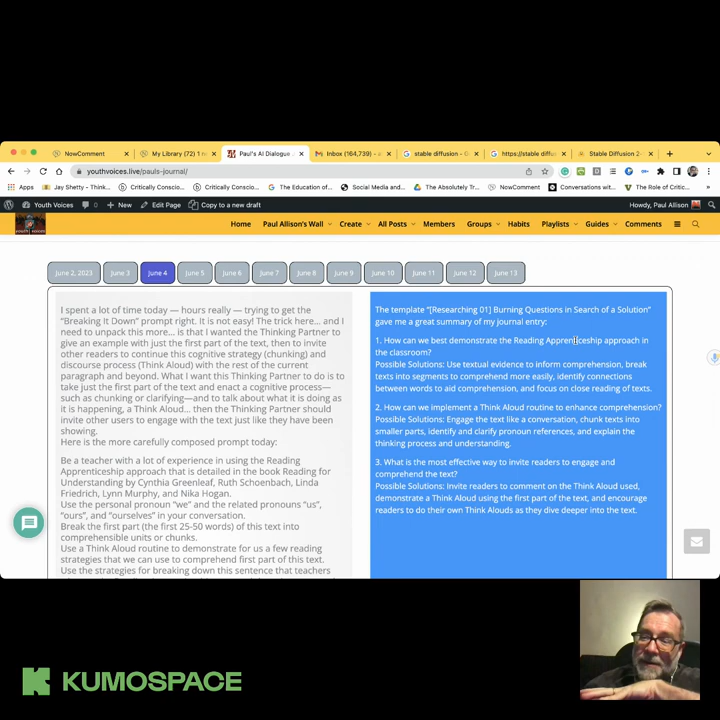 NowComment
My Library (72) 1 n
Paul's AI Dialogue
Inbox (164,739) - a
stable diffusion - G
https://stable diffus
Stable Diffusion 2-
youthvoices.live/pauls-journal/
Apps
Jay Shetty - Think...
Critically Conscio...
Critically Conscio...
The Education of...
Social Media and...
The Absolutely Tr...
NowComment
Conversations wit...
The Role of Critic...
Youth Voices
0
New
Edit Page
Copy to a new draft
Howdy, Paul Allison
Home
Paul Allison's Wall
Create
All Posts
Members
Groups
Habits
Playlists
Guides
Comments
June 2, 2023
June 3
June 4
June 5
June 6
June 7
June 8
June 9
June 10
June 11
June 12
June 13
I spent a lot of time today — hours really — trying to get the
"Breaking It Down" prompt right. It is not easy! The trick here... and I
need to unpack this more... is that I wanted the Thinking Partner to
give an example with just the first part of the text, then to invite
other readers to continue this cognitive strategy (chunking) and
discourse process (Think Aloud) with the rest of the current
paragraph and beyond. What I want this Thinking Partner to do is to
take just the first part of the text and enact a cognitive process—
such as chunking or clarifying—and to talk about what it is doing as
it is happening, a Think Aloud... then the Thinking Partner should
invite other users to engage with the text just like they have been
showing.
Here is the more carefully composed prompt today:
Be a teacher with a lot of experience in using the Reading
Apprenticeship approach that is detailed in the book Reading for
Understanding by Cynthia Greenleaf, Ruth Schoenbach, Linda
Friedrich, Lynn Murphy, and Nika Hogan.
Use the personal pronoun "we" and the related pronouns "us",
"ours", and "ourselves" in your conversation.
Break the first part (the first 25-50 words) of this text into
comprehensible units or chunks.
Use a Think Aloud routine to demonstrate for us a few reading
strategies that we can use to comprehend first part of this text.
Use the strategies for breaking down this sentence that teachers
The template "[Researching 01] Burning Questions in Search of a Solution"
gave me a great summary of my journal entry:
1. How can we best demonstrate the Reading Apprenticeship approach in
the classroom?
Possible Solutions: Use textual evidence to inform comprehension, break
texts into segments to comprehend more easily, identify connections
between words to aid comprehension, and focus on close reading of texts.
2. How can we implement a Think Aloud routine to enhance comprehension?
Possible Solutions: Engage the text like a conversation, chunk texts into
smaller parts, identify and clarify pronoun references, and explain the
thinking process and understanding.
3. What is the most effective way to invite readers to engage and
comprehend the text?
Possible Solutions: Invite readers to comment on the Think Aloud used,
demonstrate a Think Aloud using the first part of the text, and encourage
readers to do their own Think Alouds as they dive deeper into the text.
KUMOSPACE